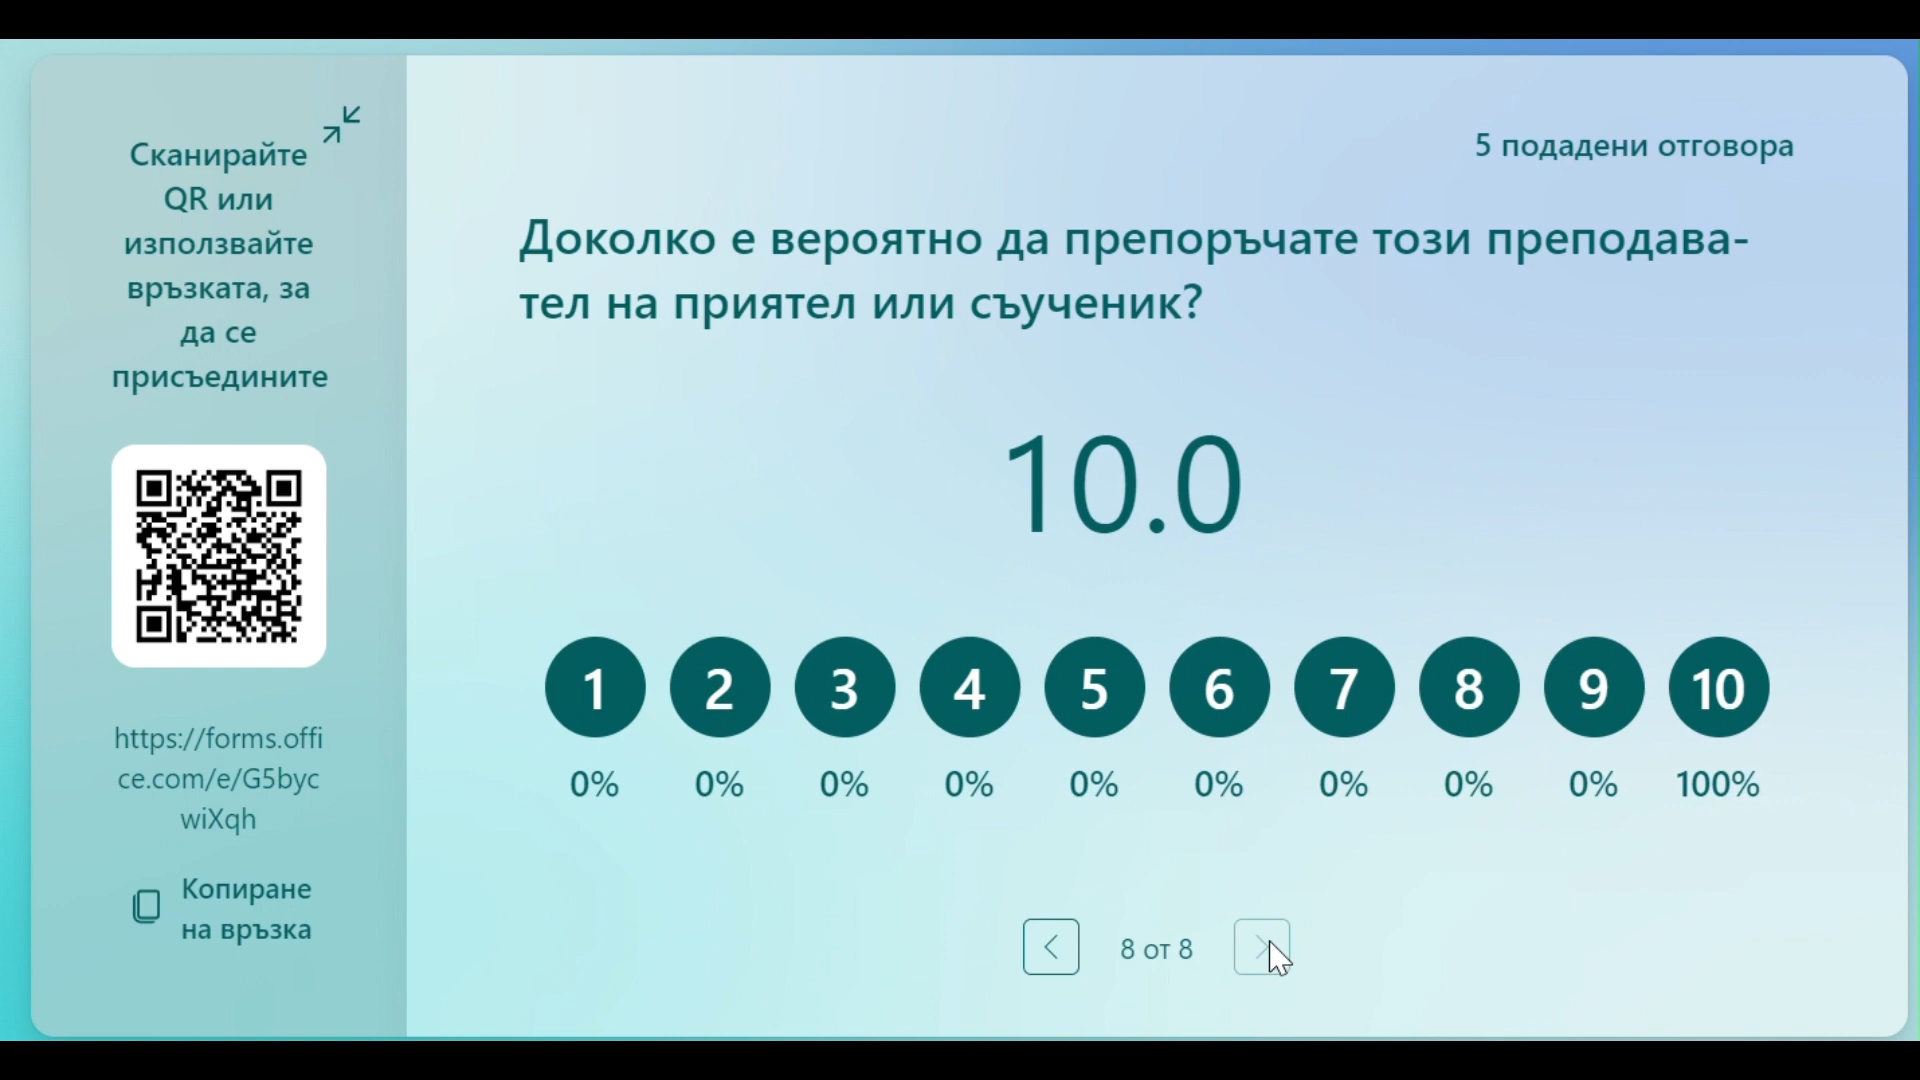 Сканирайте
QR или
използвайте
връзката, за
да се
присъедините
https://forms.offi
ce.com/e/G5byc
wiXqh
Копиране
на връзка
5 подадени отговора
Доколко е вероятно да препоръчате този преподава-
тел на приятел или съученик?
10.0
1 2 3 4 5 6 7 8 9 10
0% 0% 0% 0% 0% 0% 0% 0% 0% 100%
8 от 8